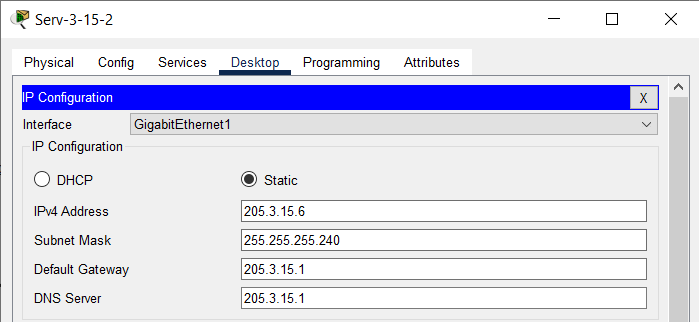 Serv-3-15-2
Physical Config Services Desktop Programming Attributes
IP Configuration X
Interface GigabitEthernet1
IP Configuration
DHCP Static
IPv4 Address 205.3.15.6
Subnet Mask 255.255.255.240
Default Gateway 205.3.15.1
DNS Server 205.3.15.1